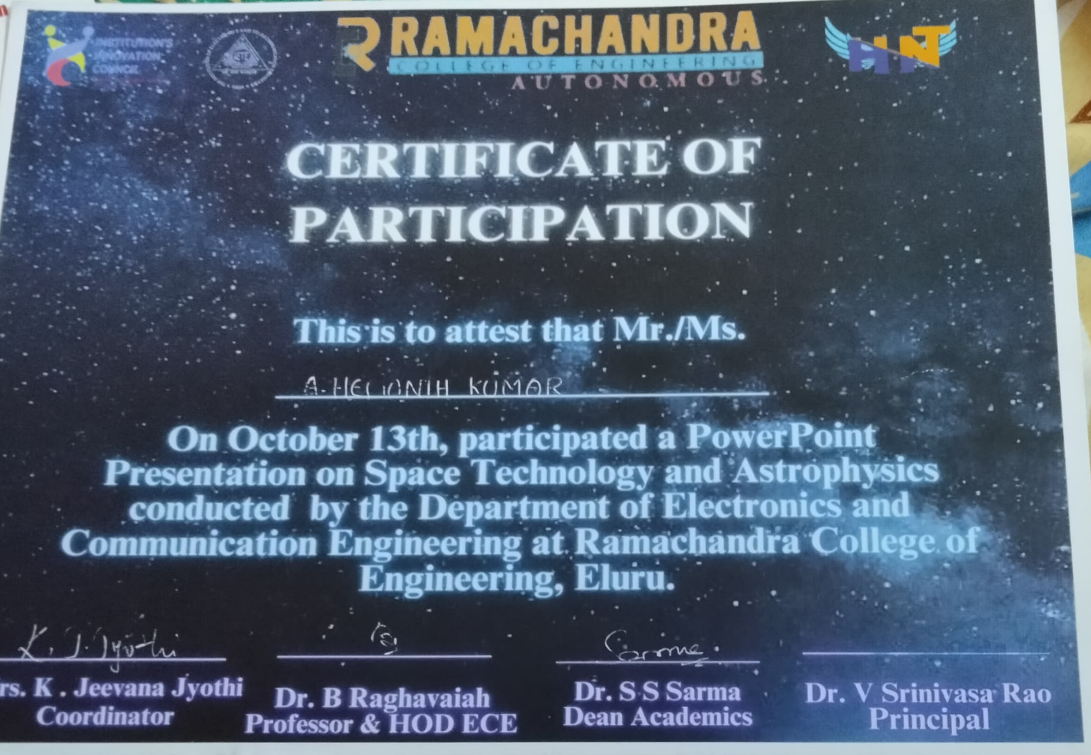 INSTITUTION'S
INNOVATION
COUNCIL
RAMACHANDRA
COLLEGE OF ENGINEERING
AUTONOMOUS
HNT
CERTIFICATE OF
PARTICIPATION
This is to attest that Mr./Ms.
KUMAR
On October 13th, participated a PowerPoint
Presentation on Space Technology and Astrophysics
conducted by the Department of Electronics and
Communication Engineering at Ramachandra College of
Engineering, Eluru.
K. J. Jyothi
rs. K . Jeevana Jyothi
Coordinator
Dr. B Raghavaiah
Professor & HOD ECE
Dr. S S Sarma
Dean Academics
Dr. V Srinivasa Rao
Principal